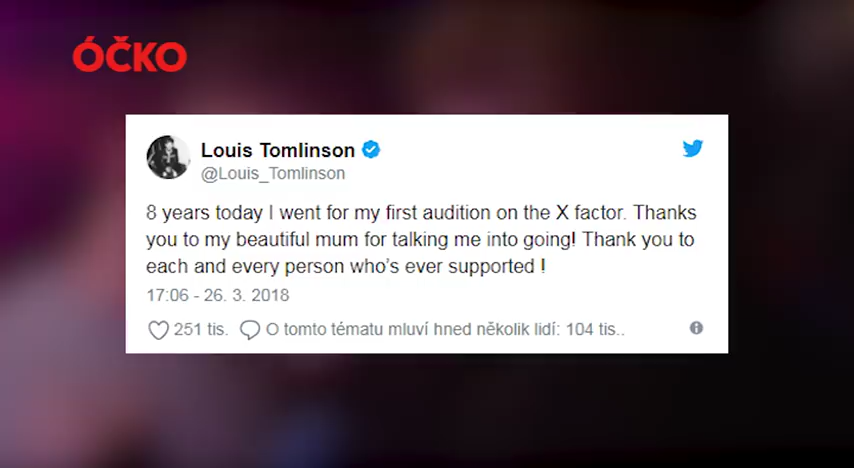 ÓČKO
Louis Tomlinson
@Louis_Tomlinson
8 years today I went for my first audition on the X factor. Thanks
you to my beautiful mum for talking me into going! Thank you to
each and every person who's ever supported !
17:06 - 26. 3. 2018
251 tis. O tomto tématu mluví hned několik lidí: 104 tis..